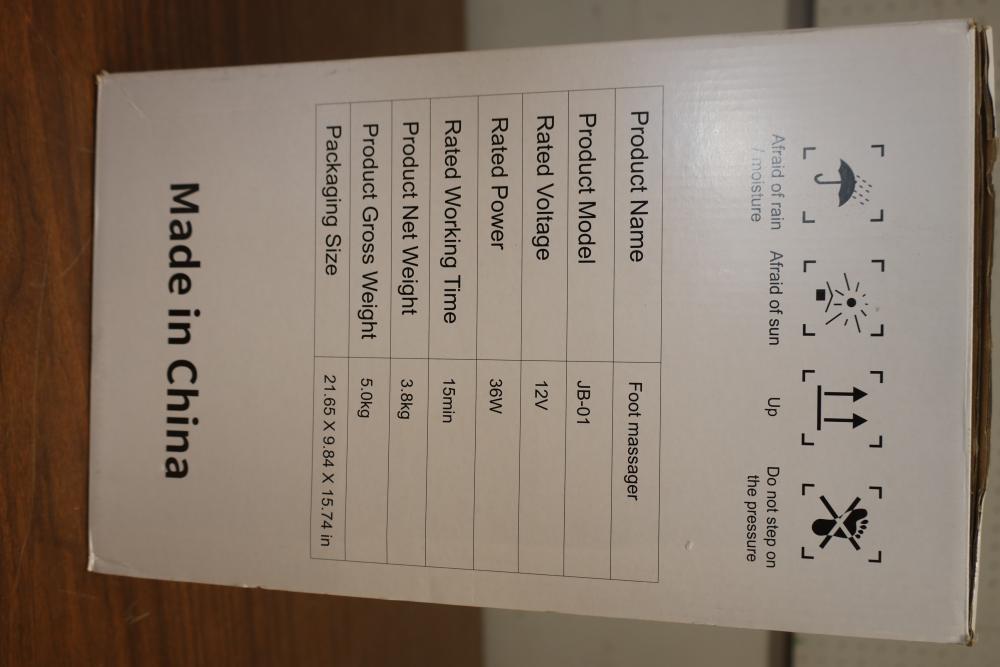 Afraid of rain
/ moisture
Afraid of sun
Up
Do not step on
the pressure
Product Name Foot massager
Product Model JB-01
Rated Voltage 12V
Rated Power 36W
Rated Working Time 15min
Product Net Weight 3.8kg
Product Gross Weight 5.0kg
Packaging Size 21.65 X 9.84 X 15.74 in
Made in China